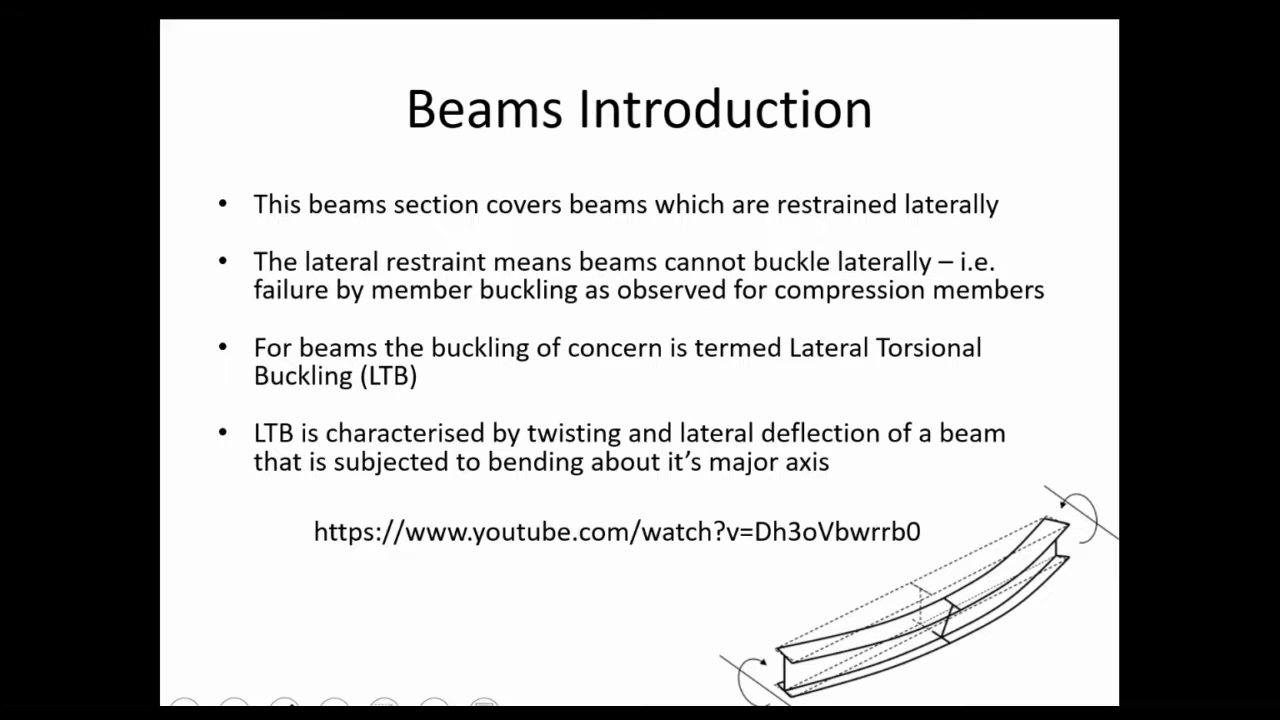 Beams Introduction
• This beams section covers beams which are restrained laterally
• The lateral restraint means beams cannot buckle laterally – i.e.
failure by member buckling as observed for compression members
• For beams the buckling of concern is termed Lateral Torsional
Buckling (LTB)
• LTB is characterised by twisting and lateral deflection of a beam
that is subjected to bending about it’s major axis
https://www.youtube.com/watch?v=Dh3oVbwrrb0